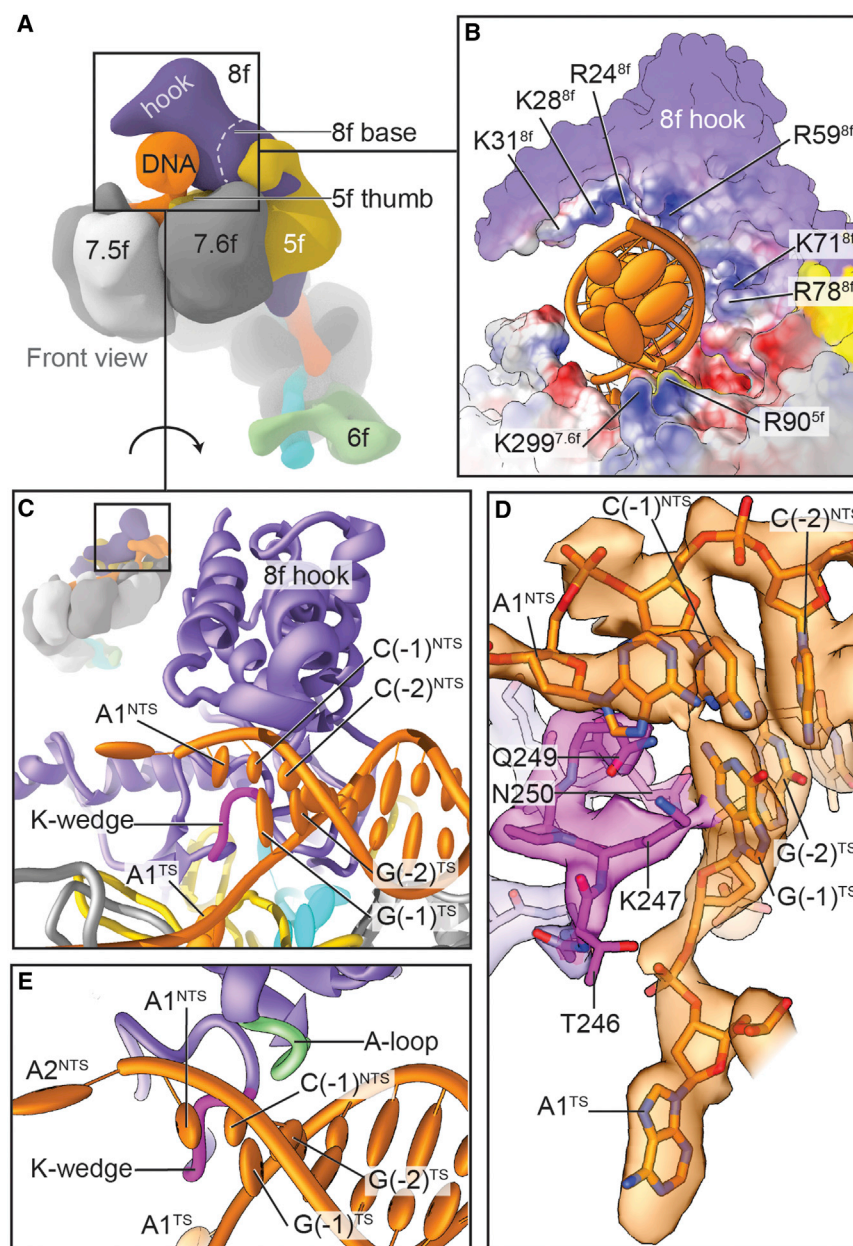 A
8f
hook
8f base
DNA
5f thumb
7.5f
7.6f
5f
Front view
6f
B
8f hook
R24^8f
K28^8f
K31^8f
R59^8f
K71^8f
R78^8f
R90^5f
K299^7.6f
C
8f hook
C(-1)^NTS
C(-2)^NTS
A1^NTS
K-wedge
A1^TS
G(-2)^TS
G(-1)^TS
D
C(-1)^NTS
C(-2)^NTS
A1^NTS
Q249
N250
G(-2)^TS
G(-1)^TS
K247
T246
A1^TS
E
A1^NTS
A-loop
A2^NTS
C(-1)^NTS
K-wedge
G(-2)^TS
G(-1)^TS
A1^TS